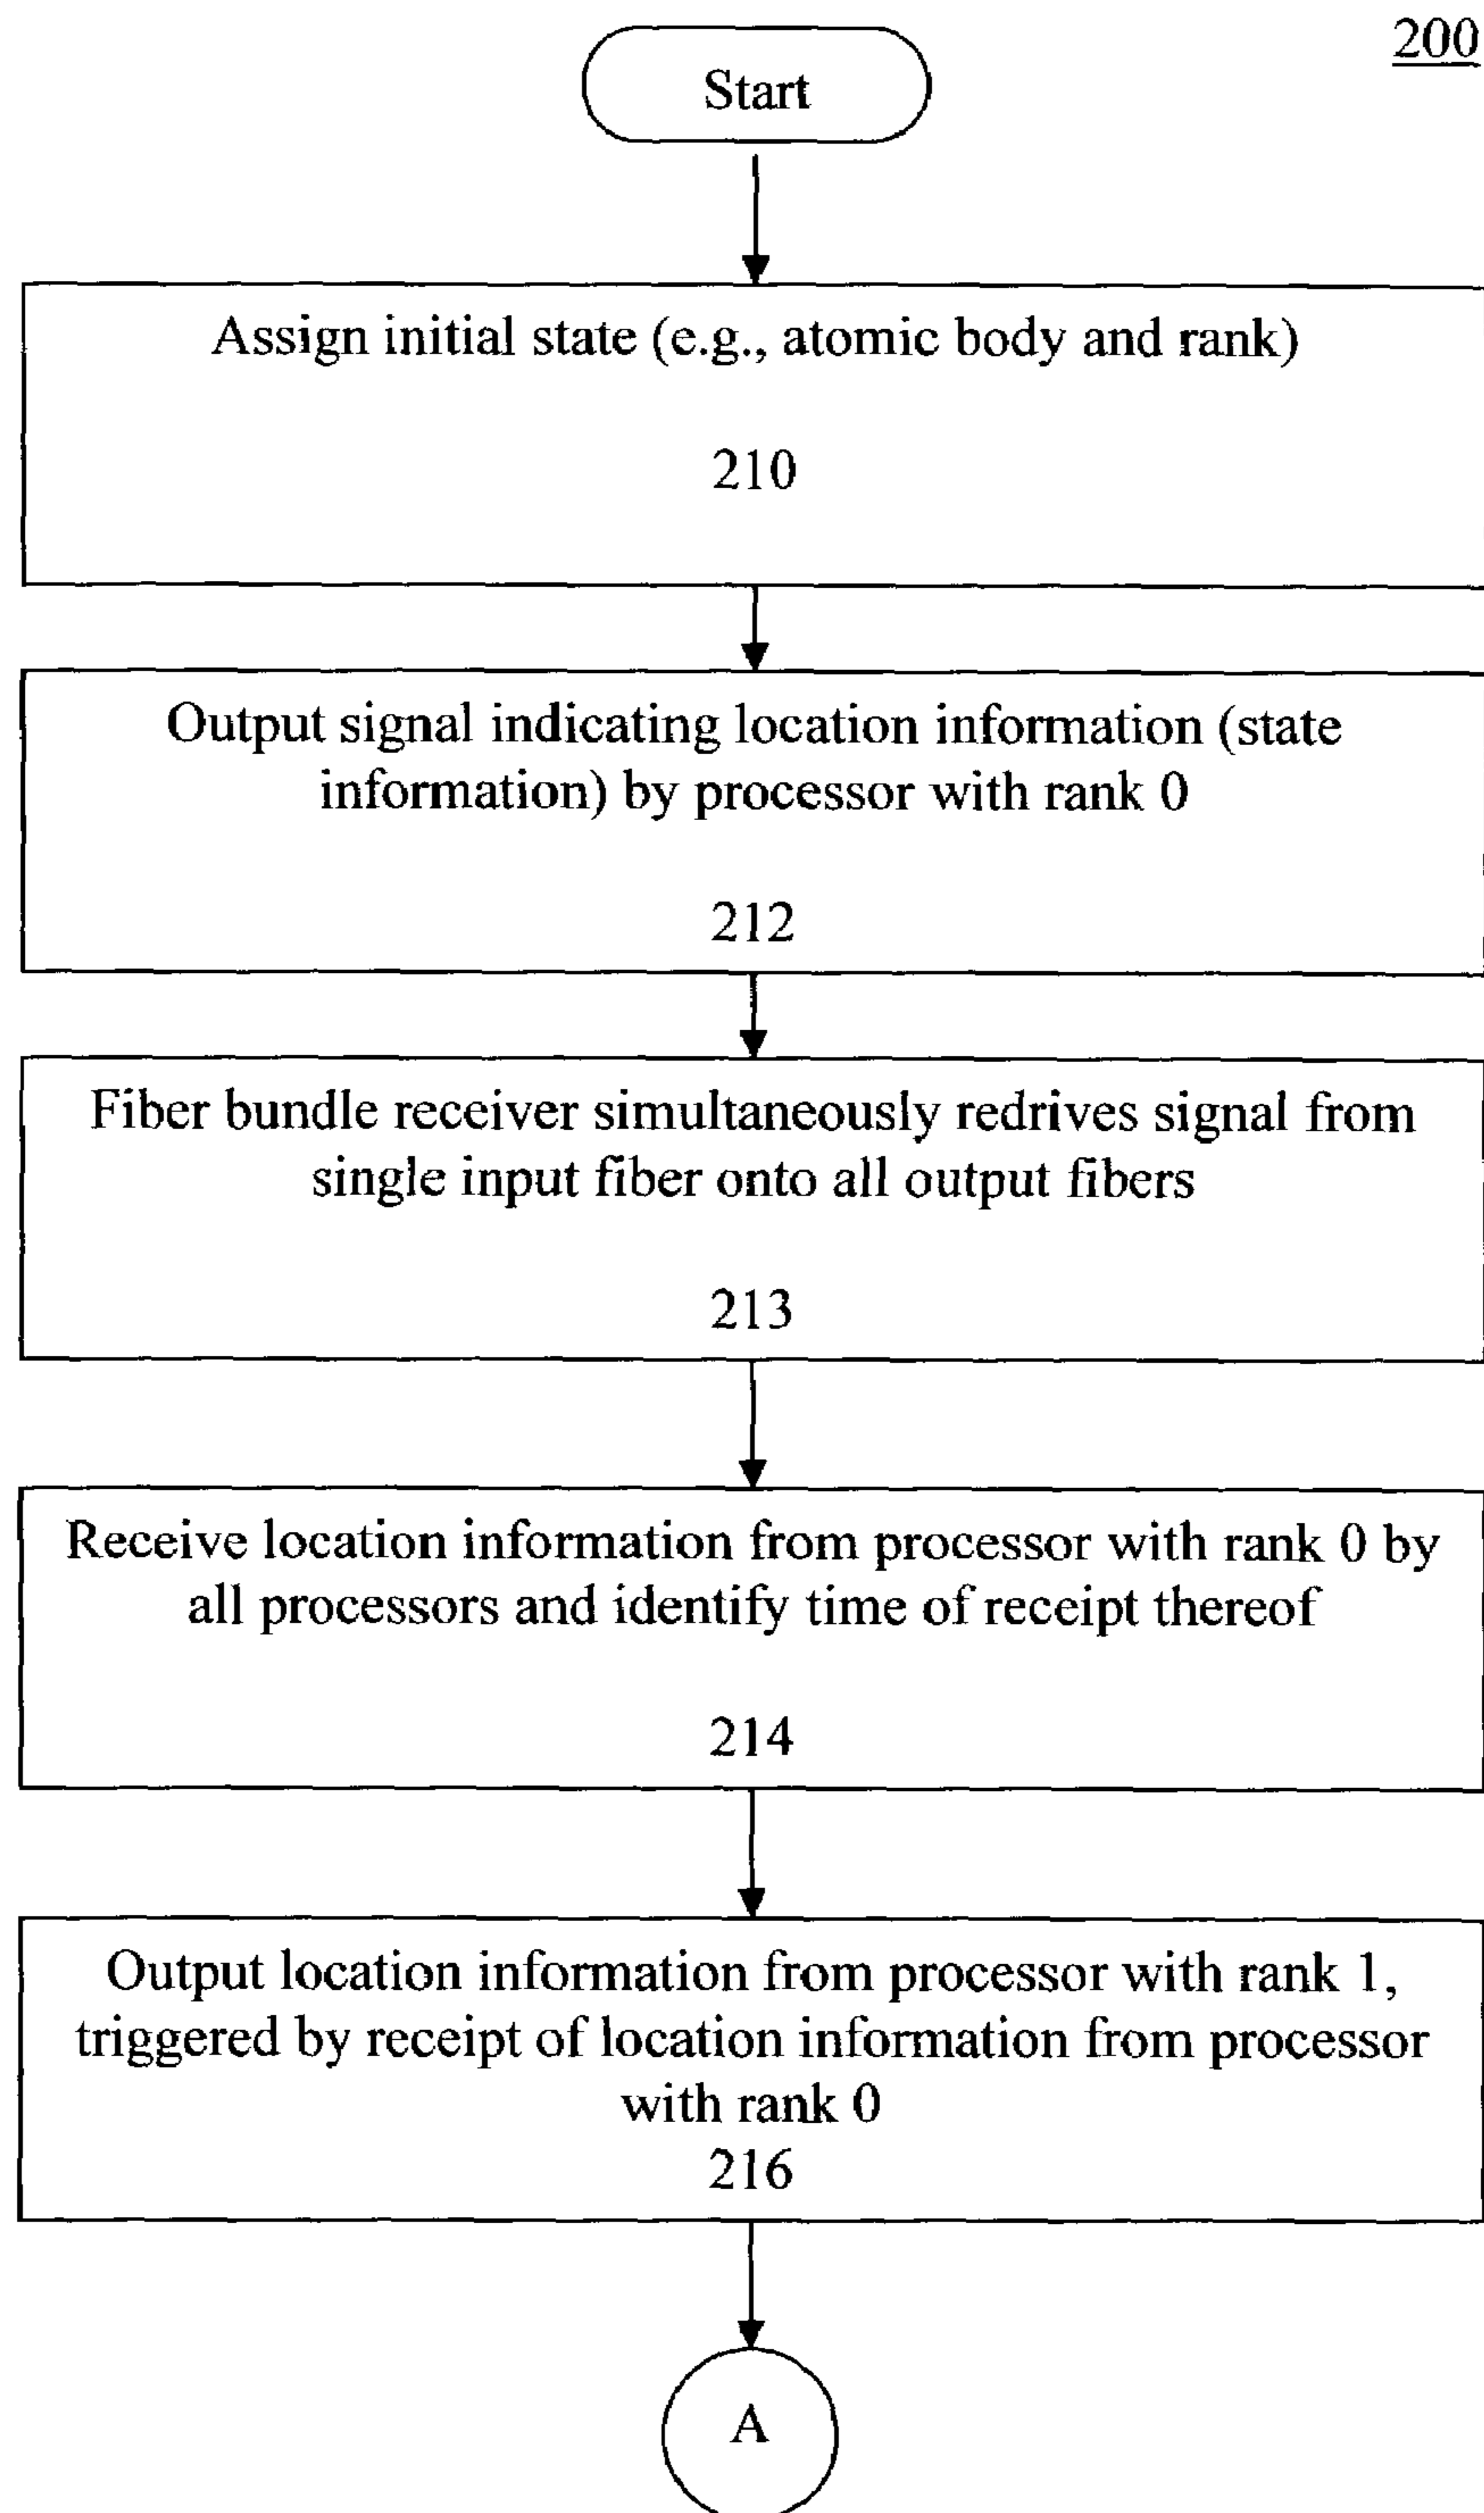 200
Start
Assign initial state (e.g., atomic body and rank)
210
Output signal indicating location information (state
information) by processor with rank 0
212
Fiber bundle receiver simultaneously redrives signal from
single input fiber onto all output fibers
213
Receive location information from processor with rank 0 by
all processors and identify time of receipt thereof
214
Output location information from processor with rank 1,
triggered by receipt of location information from processor
with rank 0
216
A